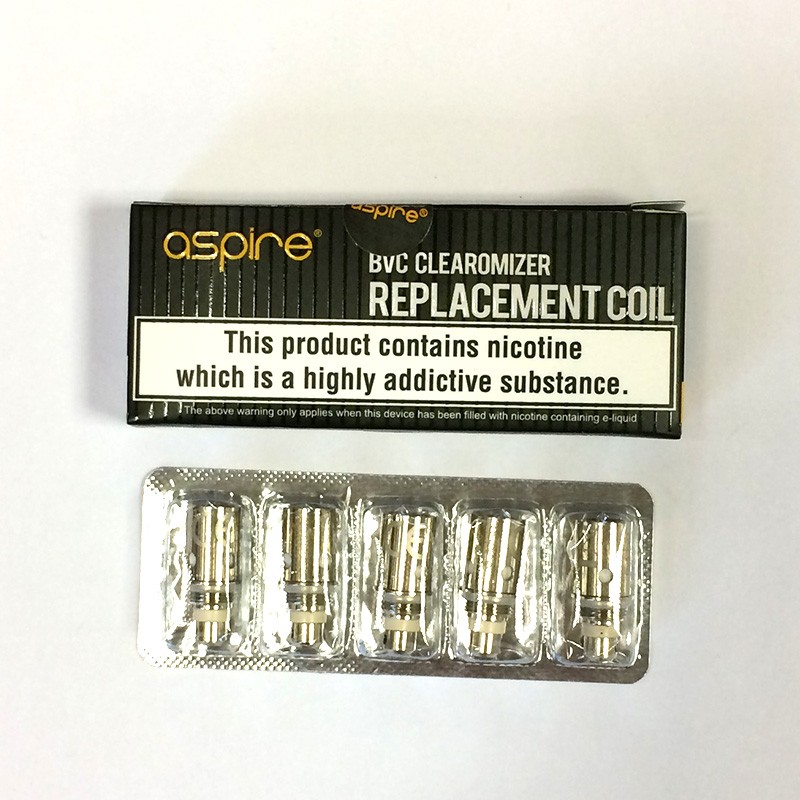 aspire®
aspire®
BVC CLEAROMIZER
REPLACEMENT COIL
This product contains nicotine
which is a highly addictive substance.
The above warning only applies when this device has been filled with nicotine containing e-liquid